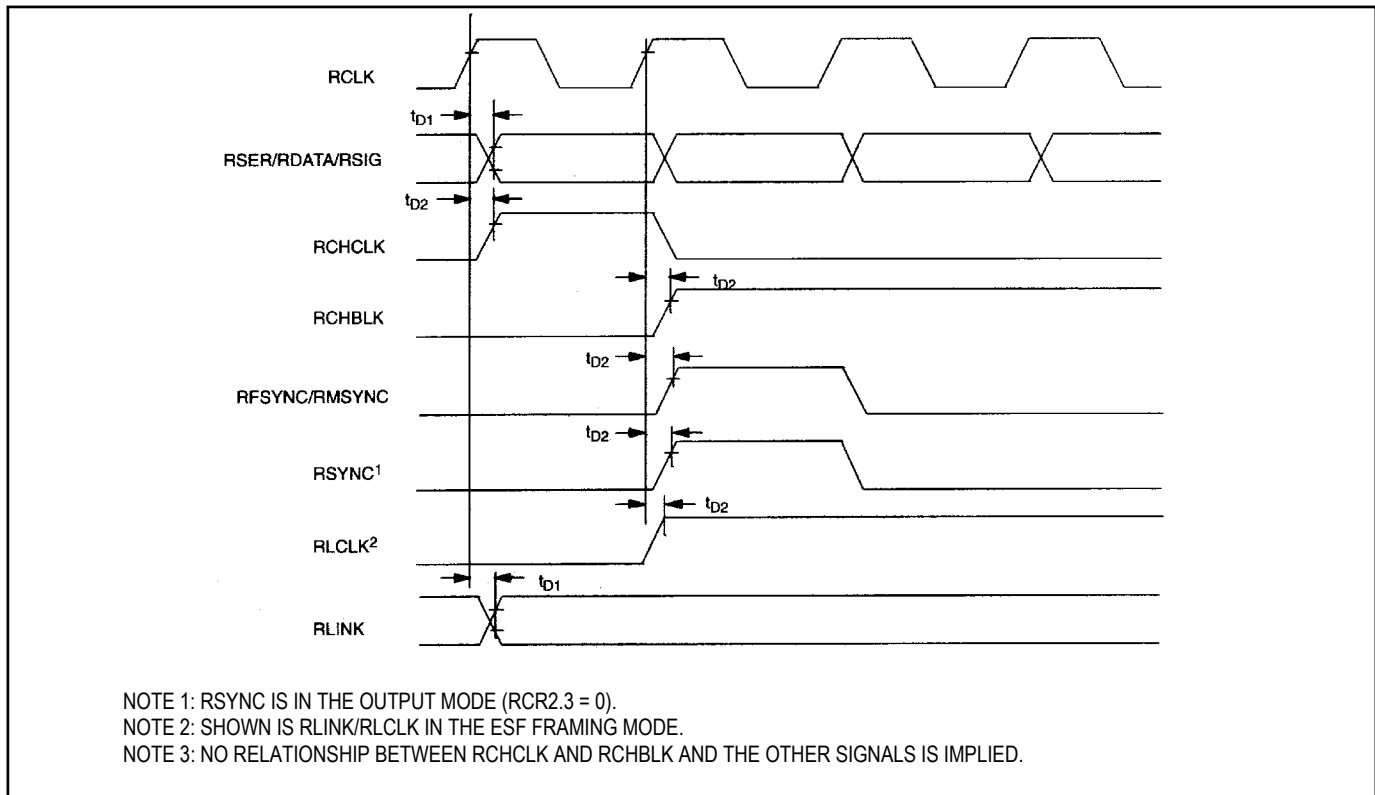 RCLK
tD1
RSER/RDATA/RSIG
tD2
RCHCLK
tD2
RCHBLK
tD2
RFSYNC/RMSYNC
tD2
RSYNC¹
tD2
RLCLK²
tD1
RLINK
NOTE 1: RSYNC IS IN THE OUTPUT MODE (RCR2.3 = 0).
NOTE 2: SHOWN IS RLINK/RLCLK IN THE ESF FRAMING MODE.
NOTE 3: NO RELATIONSHIP BETWEEN RCHCLK AND RCHBLK AND THE OTHER SIGNALS IS IMPLIED.